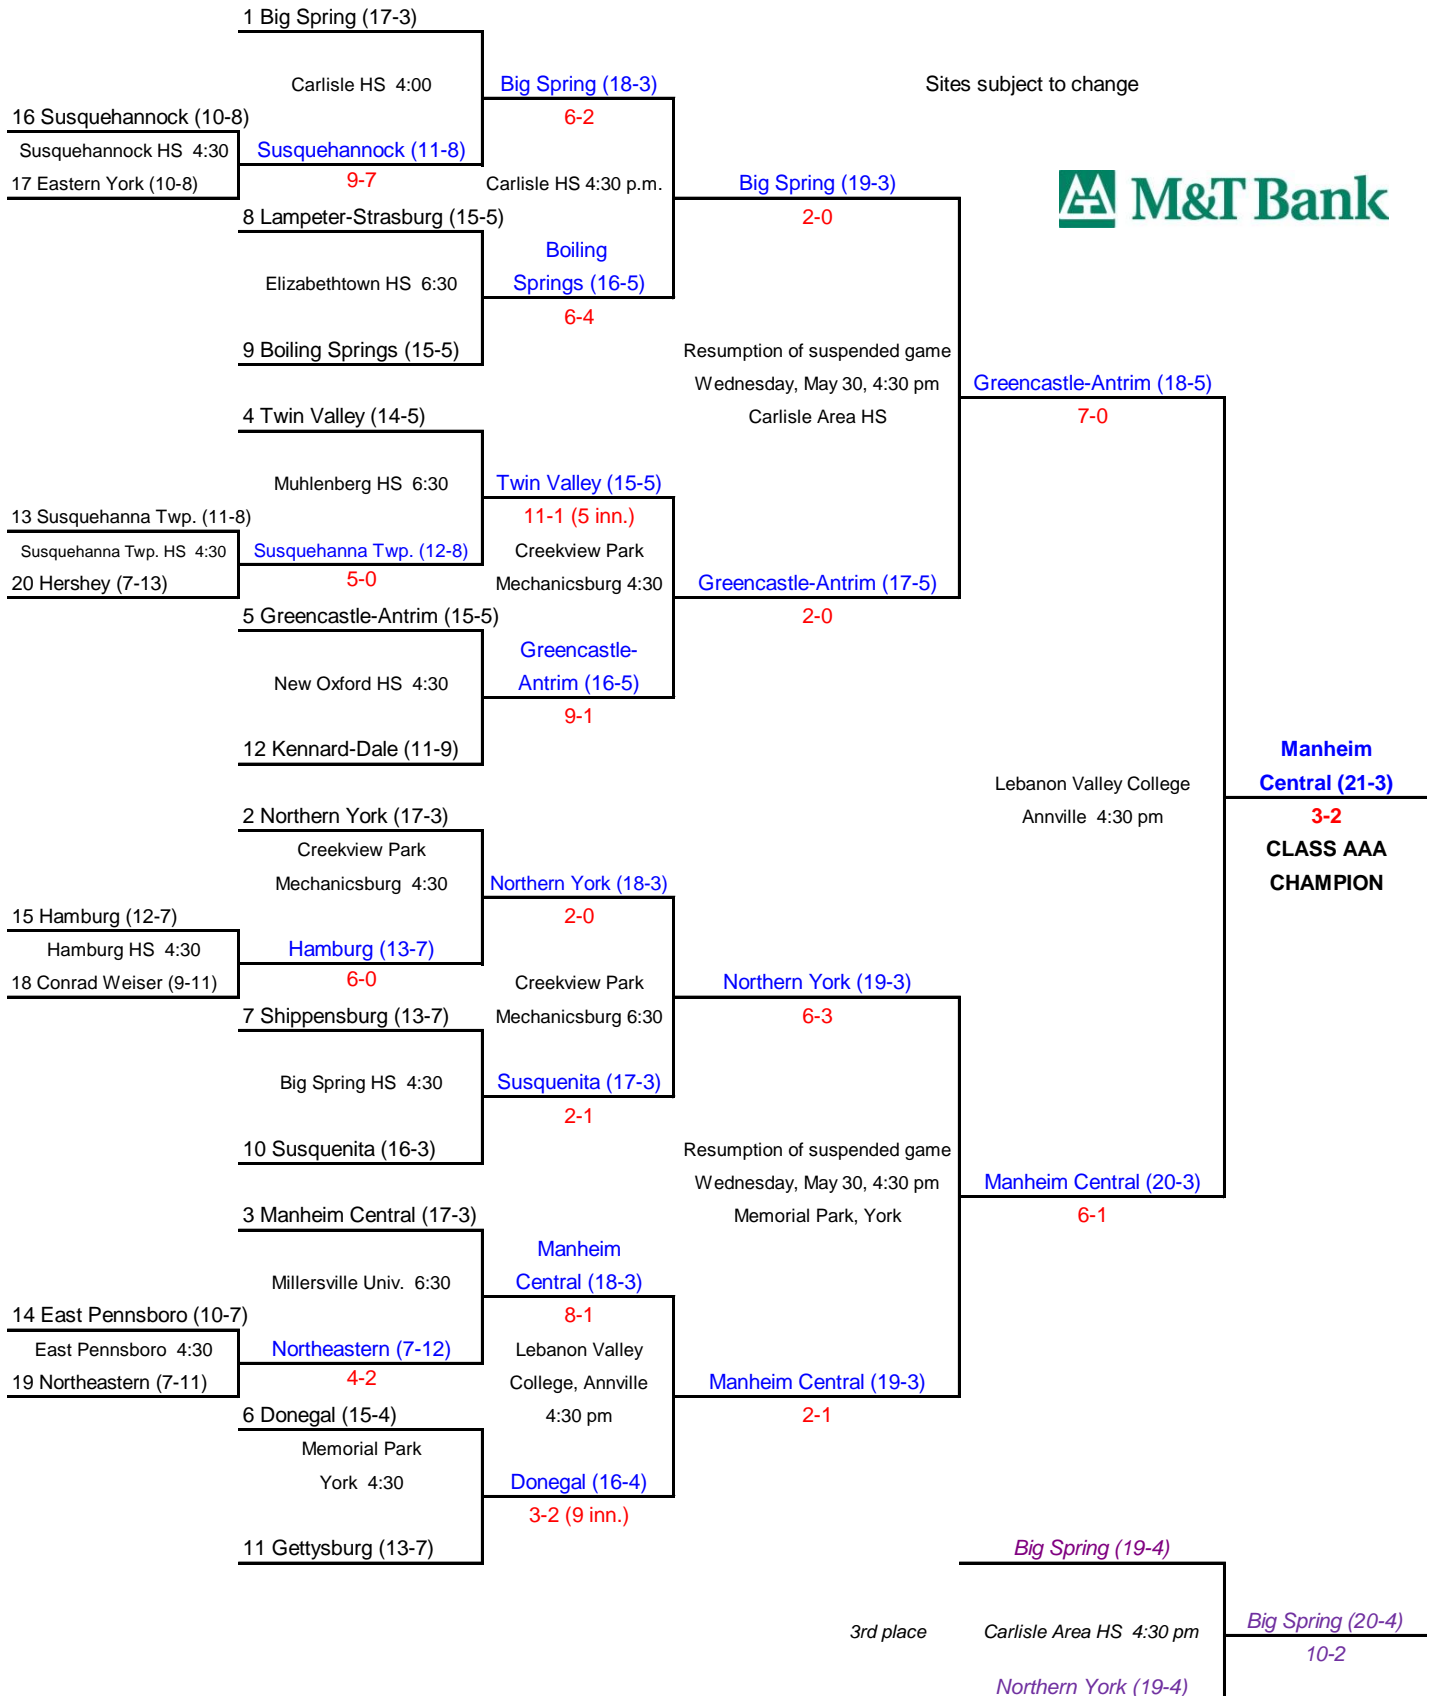 1 Big Spring (17-3)
Carlisle HS 4:00
Big Spring (18-3)
Sites subject to change
16 Susquehannock (10-8)
6-2
Susquehannock HS 4:30
Susquehannock (11-8)
17 Eastern York (10-8)
9-7
Carlisle HS 4:30 p.m.
Big Spring (19-3)
M&T Bank
8 Lampeter-Strasburg (15-5)
2-0
Boiling
Elizabethtown HS 6:30
Springs (16-5)
6-4
9 Boiling Springs (15-5)
Resumption of suspended game
Wednesday, May 30, 4:30 pm
Greencastle-Antrim (18-5)
4 Twin Valley (14-5)
Carlisle Area HS
7-0
Muhlenberg HS 6:30
Twin Valley (15-5)
13 Susquehanna Twp. (11-8)
11-1 (5 inn.)
Susquehanna Twp. HS 4:30
Susquehanna Twp. (12-8)
Creekview Park
20 Hershey (7-13)
5-0
Mechanicsburg 4:30
Greencastle-Antrim (17-5)
5 Greencastle-Antrim (15-5)
2-0
Greencastle-
New Oxford HS 4:30
Antrim (16-5)
9-1
12 Kennard-Dale (11-9)
Manheim
Lebanon Valley College
Central (21-3)
2 Northern York (17-3)
Annville 4:30 pm
3-2
Creekview Park
CLASS AAA
Mechanicsburg 4:30
Northern York (18-3)
CHAMPION
15 Hamburg (12-7)
2-0
Hamburg HS 4:30
Hamburg (13-7)
18 Conrad Weiser (9-11)
6-0
Creekview Park
Northern York (19-3)
7 Shippensburg (13-7)
Mechanicsburg 6:30
6-3
Big Spring HS 4:30
Susquenita (17-3)
2-1
10 Susquenita (16-3)
Resumption of suspended game
Wednesday, May 30, 4:30 pm
Manheim Central (20-3)
3 Manheim Central (17-3)
Memorial Park, York
6-1
Manheim
Millersville Univ. 6:30
Central (18-3)
14 East Pennsboro (10-7)
8-1
East Pennsboro 4:30
Northeastern (7-12)
Lebanon Valley
19 Northeastern (7-11)
4-2
College, Annville
Manheim Central (19-3)
6 Donegal (15-4)
4:30 pm
2-1
Memorial Park
York 4:30
Donegal (16-4)
3-2 (9 inn.)
11 Gettysburg (13-7)
Big Spring (19-4)
3rd place
Carlisle Area HS 4:30 pm
Big Spring (20-4)
10-2
Northern York (19-4)